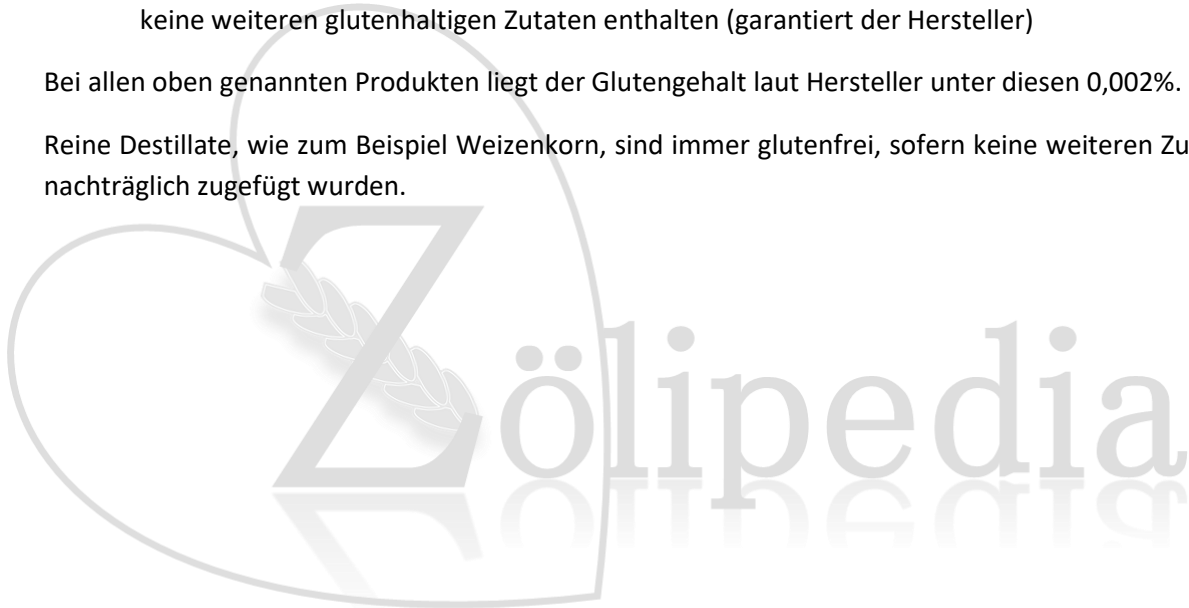 keine weiteren glutenhaltigen Zutaten enthalten (garantiert der Hersteller)
Bei allen oben genannten Produkten liegt der Glutengehalt laut Hersteller unter diesen 0,002%.
Reine Destillate, wie zum Beispiel Weizenkorn, sind immer glutenfrei, sofern keine weiteren Zu
nachträglich zugefügt wurden.
Zölipedia